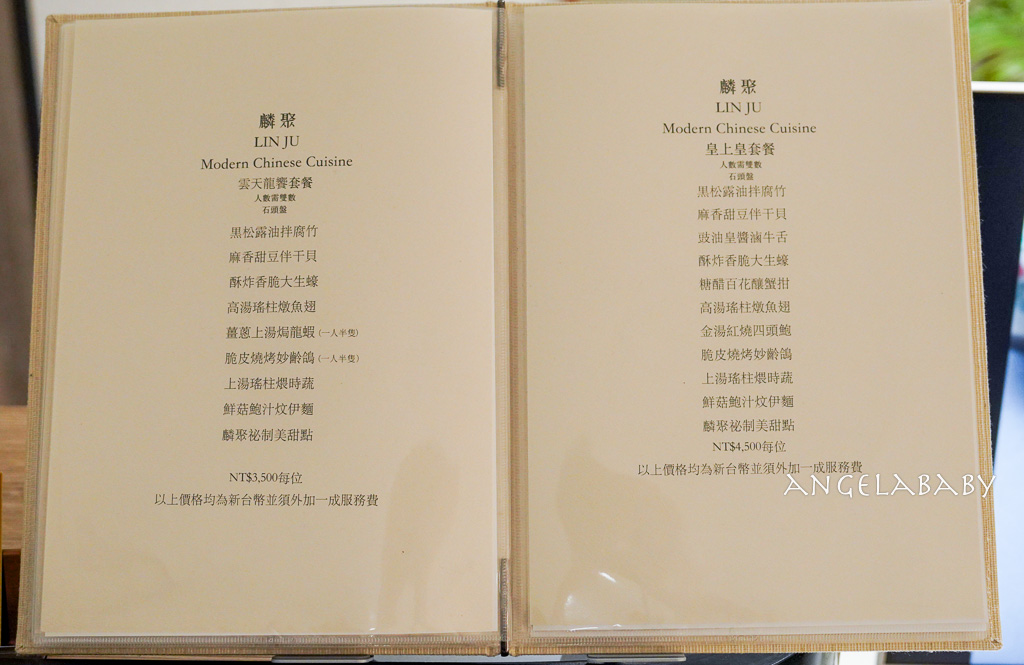 麟聚
LIN JU
Modern Chinese Cuisine
雲天龍饗套餐
人數需雙數
石頭盤
黑松露油拌腐竹
麻香甜豆伴干貝
酥炸香脆大生蠔
高湯瑤柱燉魚翅
薑蔥上湯焗龍蝦(一人半隻)
脆皮燒烤妙齡鴿(一人半隻)
上湯瑤柱煨時蔬
鮮菇鮑汁炆伊麵
麟聚祕制美甜點
NT$3,500每位
以上價格均為新台幣並須外加一成服務費
麟聚
LIN JU
Modern Chinese Cuisine
皇上皇套餐
人數需雙數
石頭盤
黑松露油拌腐竹
麻香甜豆伴干貝
豉油皇醬滷牛舌
酥炸香脆大生蠔
糖醋百花釀蟹拑
高湯瑤柱燉魚翅
金湯紅燒四頭鮑
脆皮燒烤妙齡鴿
上湯瑤柱煨時蔬
鮮菇鮑汁炆伊麵
麟聚祕制美甜點
NT$4,500每位
以上價格均為新台幣並須外加一成服務費
ANGELABABY